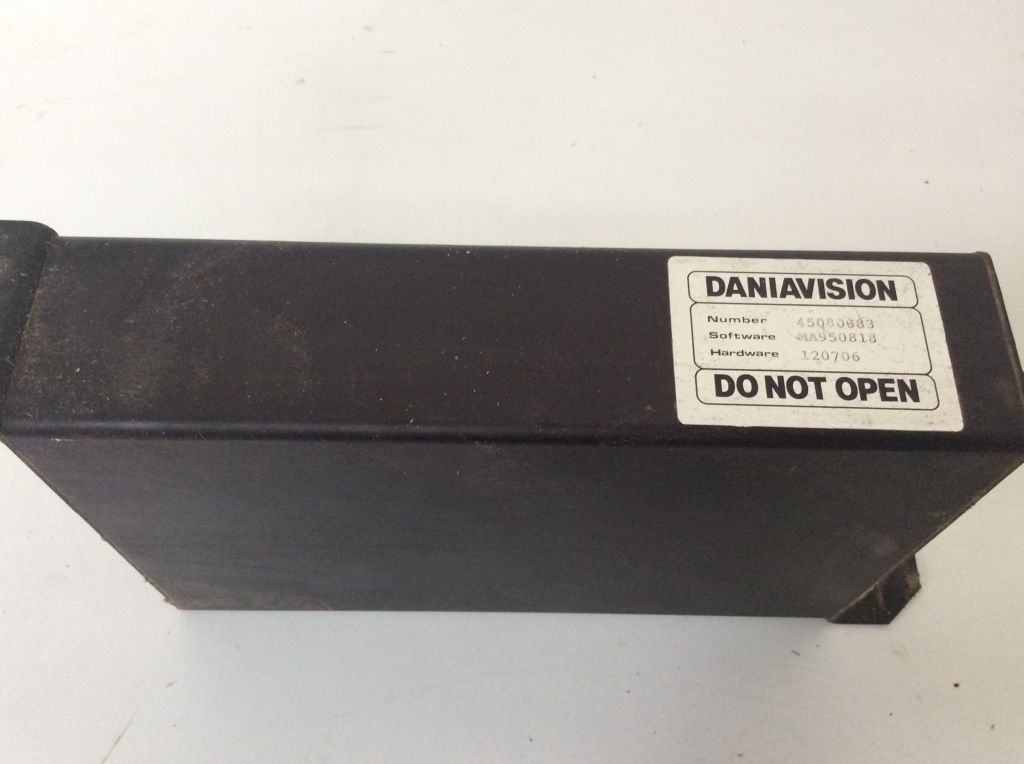 DANIAVISION
Number 45080683
Software MA950818
Hardware 120706
DO NOT OPEN